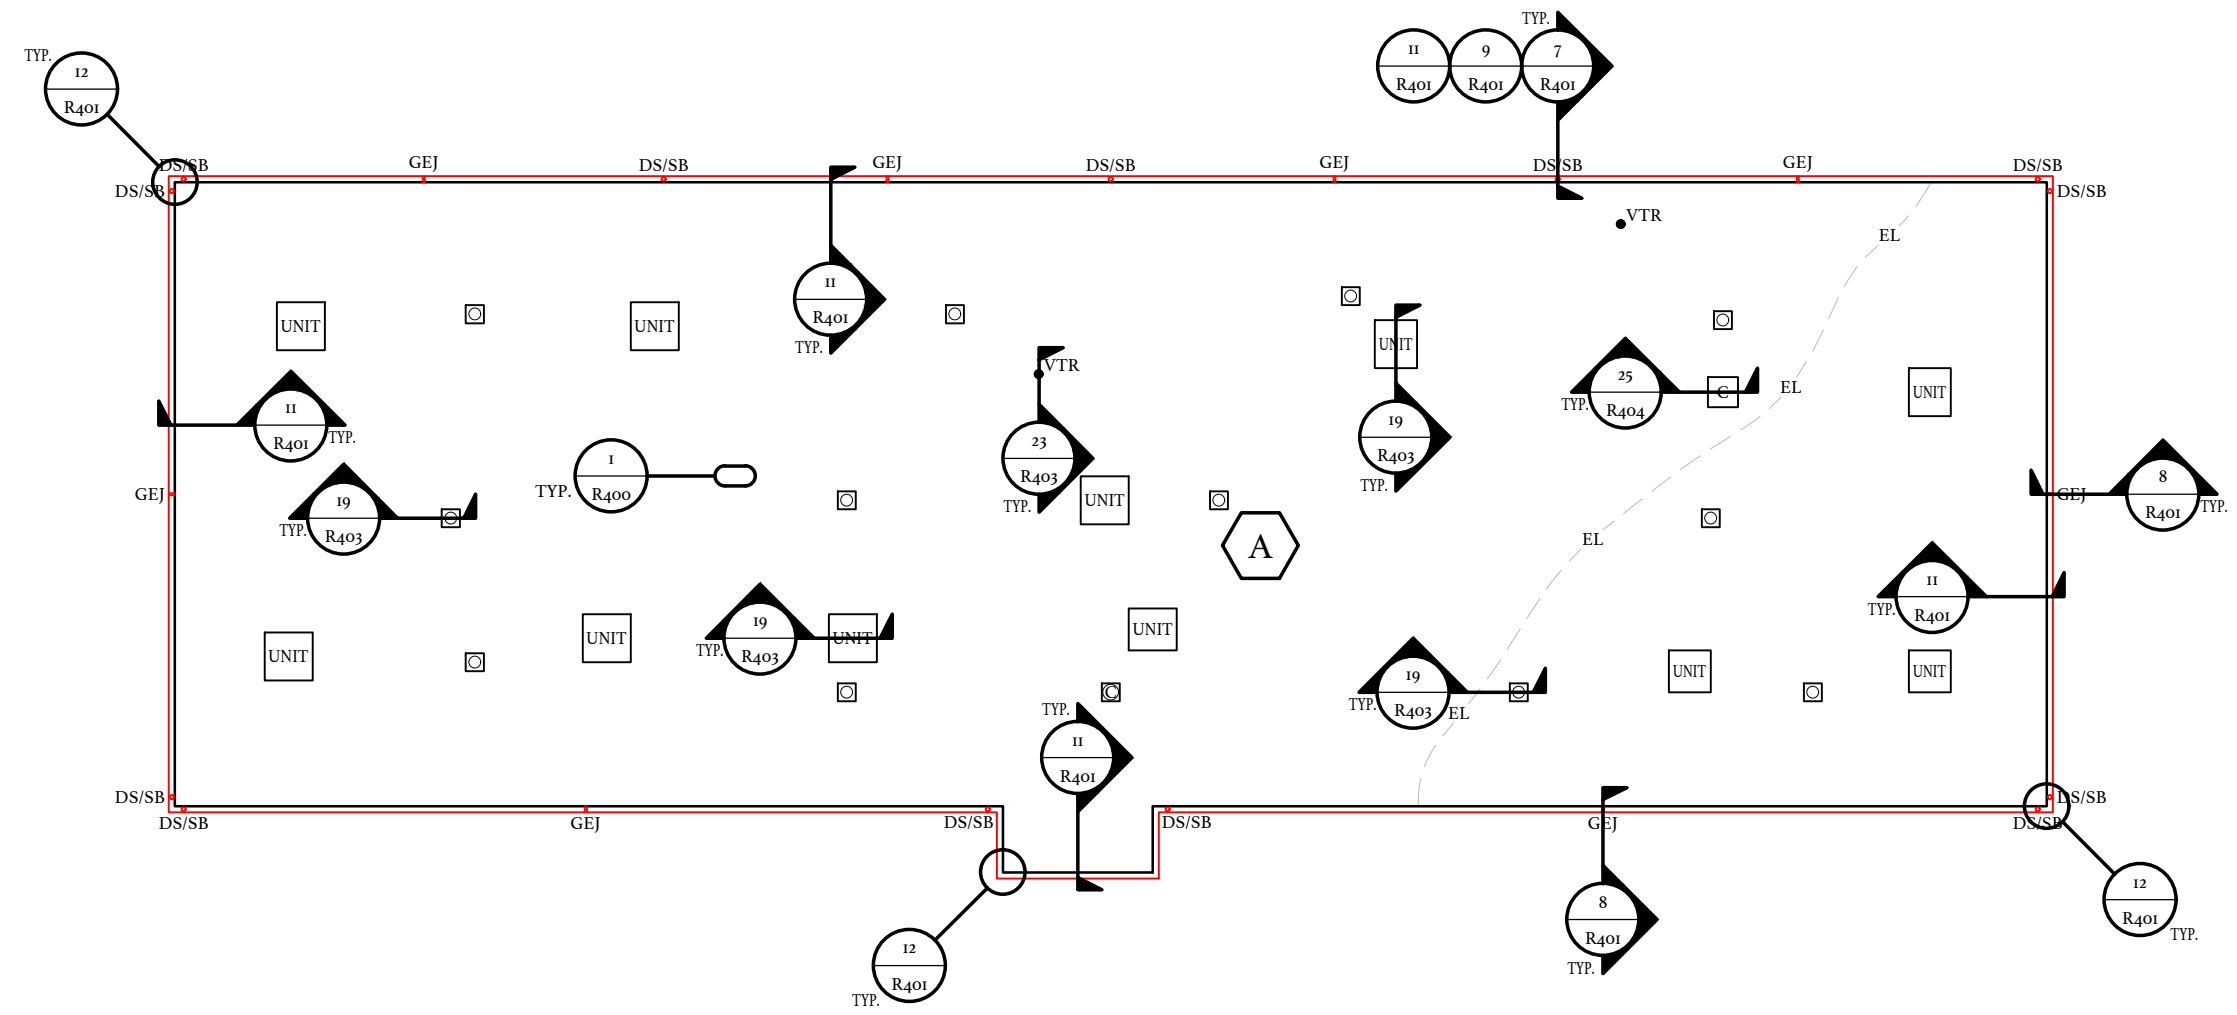 TYP.
11
9
7
R401
R401
R401
TYP.
12
R401
DS/SB
GEJ
DS/SB
GEJ
DS/SB
GEJ
DS/SB
GEJ
DS/SB
DS/SB
DS/SB
VTR
EL
11
R401
TYP.
UNIT
UNIT
UNIT
VTR
25
R404
TYP.
C
EL
UNIT
11
R401
TYP.
19
R403
TYP.
23
R403
TYP.
1
R400
TYP.
19
R403
TYP.
GEJ
UNIT
A
EL
8
R401
TYP.
GEJ
11
R401
TYP.
UNIT
UNIT
19
R403
TYP.
UNIT
UNIT
C
19
R403
TYP.
EL
UNIT
UNIT
TYP.
11
R401
DS/SB
DS/SB
GEJ
DS/SB
DS/SB
GEJ
DS/SB
DS/SB
12
R401
TYP.
8
R401
TYP.
12
R401
TYP.